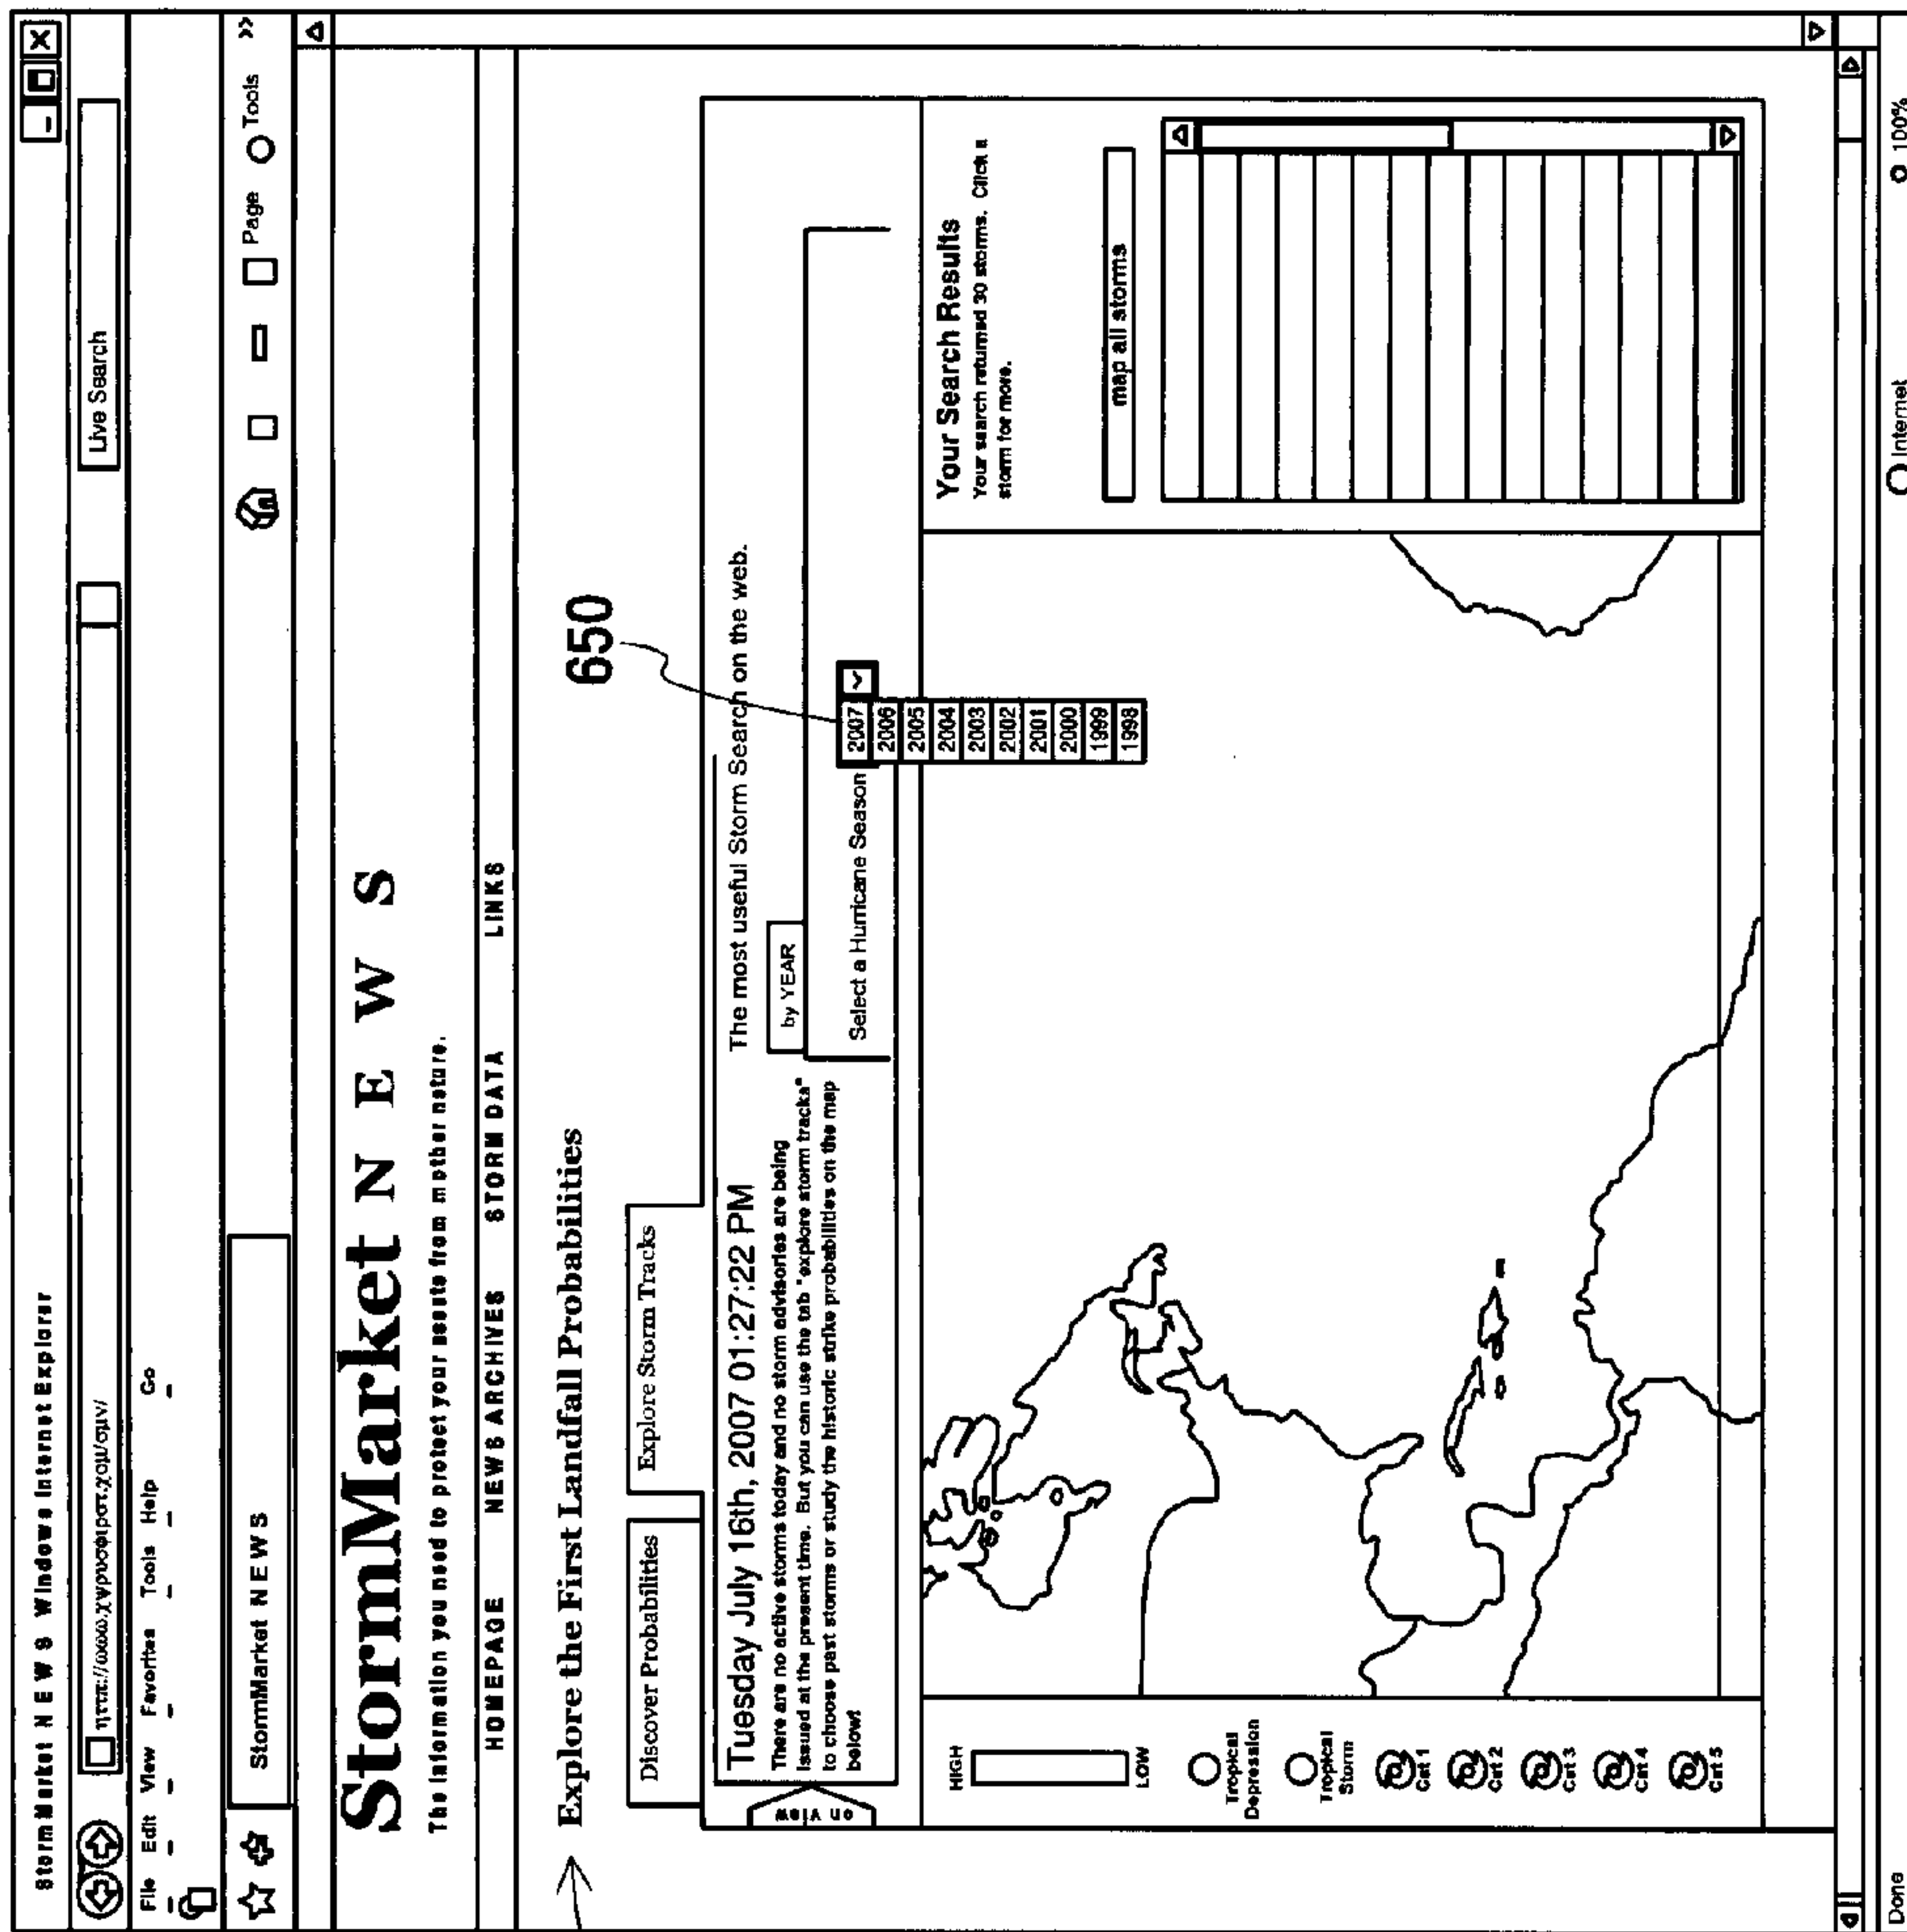 StormMarket N E W S Windows Internet Explorer
ηττπ://ωωω.χωρυσφιρστ.χομ/σμν/
Live Search
File Edit View Favorites Tools Help Go
StormMarket N E W S
Page Tools »
StormMarket N E W S
The information you need to protect your assets from mother nature.
HOMEPAGE NEWS ARCHIVES STORM DATA LINKS
Explore the First Landfall Probabilities
650
Discover Probabilities Explore Storm Tracks
ON VIEW
Tuesday July 16th, 2007 01:27:22 PM
There are no active storms today and no storm advisories are being
issued at the present time. But you can use the tab "explore storm tracks"
to choose past storms or study the historic strike probabilities on the map
below!
The most useful Storm Search on the web.
by YEAR
Select a Hurricane Season
2007
2006
2005
2004
2003
2002
2001
2000
1999
1998
HIGH
LOW
Tropical
Depression
Tropical
Storm
Cat 1
Cat 2
Cat 3
Cat 4
Cat 5
Your Search Results
Your search returned 30 storms. Click a
storm for more.
map all storms
Done
Internet
100%